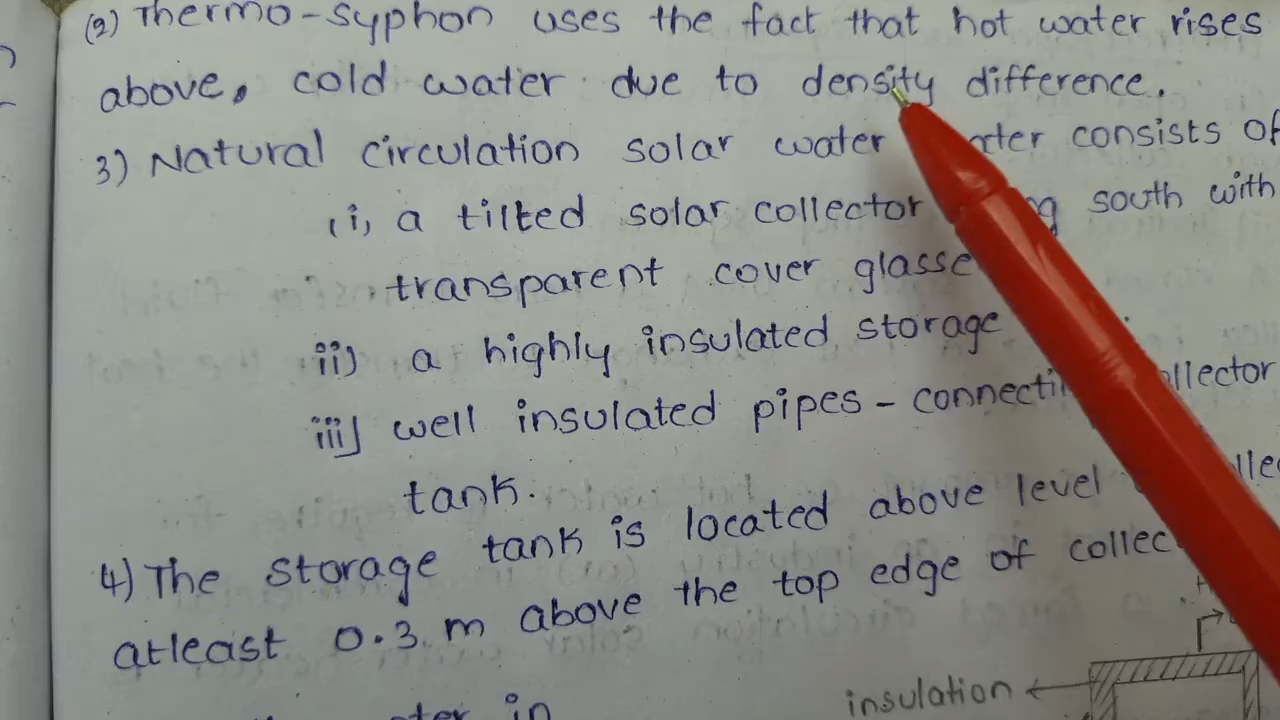 (2) Thermo-syphon uses the fact that hot water rises
above, cold water due to density difference.
3) Natural circulation solar water consists of
(i) a tilted solar collector south with
transparent cover
ii) a highly insulated storage
iii) well insulated pipes - collector
tank.
4) The storage tank is located above level
atleast 0.3 m above the top edge of
in
insulation